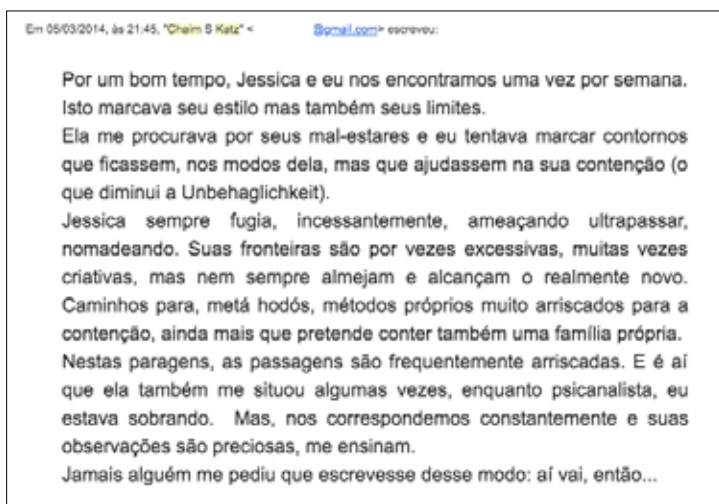 Em 05/03/2014, às 21:45, "Chaim S Katz" < @gmail.com> escreveu:
Por um bom tempo, Jessica e eu nos encontramos uma vez por semana.
Isto marcava seu estilo mas também seus limites.
Ela me procurava por seus mal-estares e eu tentava marcar contornos
que ficassem, nos modos dela, mas que ajudassem na sua contenção (o
que diminui a Unbehaglichkeit).
Jessica sempre fugia, incessantemente, ameaçando ultrapassar,
nomadeando. Suas fronteiras são por vezes excessivas, muitas vezes
criativas, mas nem sempre almejam e alcançam o realmente novo.
Caminhos para, metá hodós, métodos próprios muito arriscados para a
contenção, ainda mais que pretende conter também uma família própria.
Nestas paragens, as passagens são frequentemente arriscadas. E é aí
que ela também me situou algumas vezes, enquanto psicanalista, eu
estava sobrando. Mas, nos correspondemos constantemente e suas
observações são preciosas, me ensinam.
Jamais alguém me pediu que escrevesse desse modo: aí vai, então...